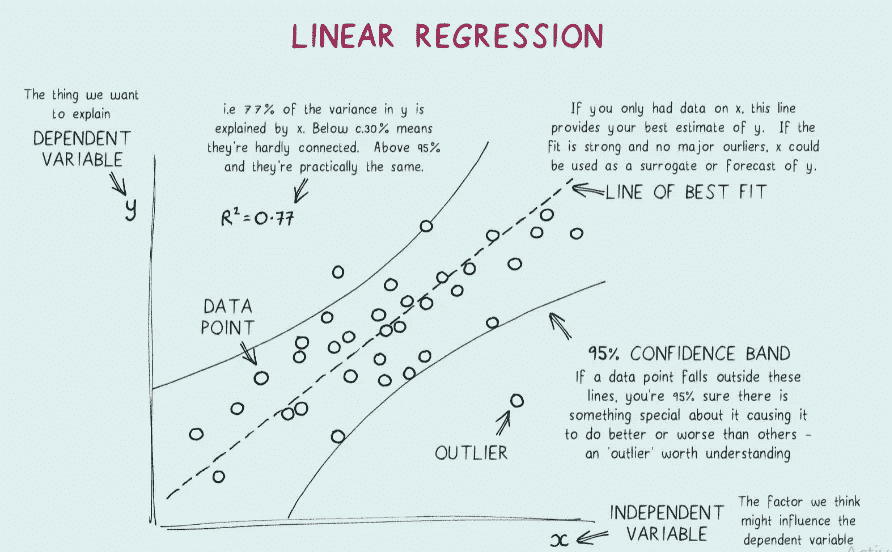 LINEAR REGRESSION
The thing we want
to explain
DEPENDENT
VARIABLE
y
i.e 77% of the variance in y is
explained by x. Below c.30% means
they're hardly connected. Above 95%
and they're practically the same.
R²=0.77
If you only had data on x, this line
provides your best estimate of y. If the
fit is strong and no major ourliers, x could
be used as a surrogate or forecast of y.
LINE OF BEST FIT
DATA
POINT
95% CONFIDENCE BAND
If a data point falls outside these
lines, you're 95% sure there is
something special about it causing it
to do better or worse than others -
an 'outlier' worth understanding
OUTLIER
INDEPENDENT
VARIABLE
x
The factor we think
might influence the
dependent variable